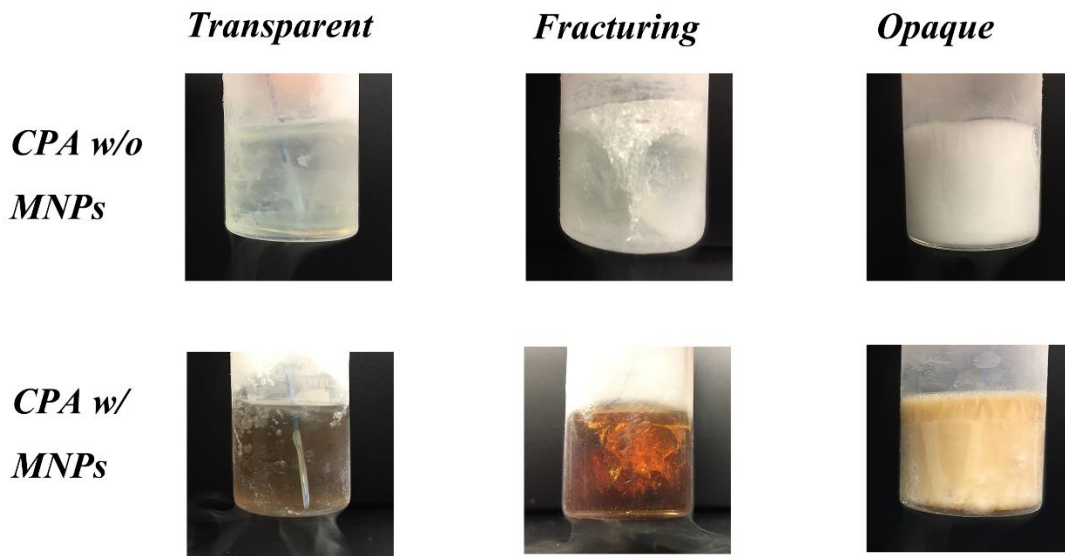 Transparent
Fracturing
Opaque
CPA w/o
MNPs
CPA w/
MNPs